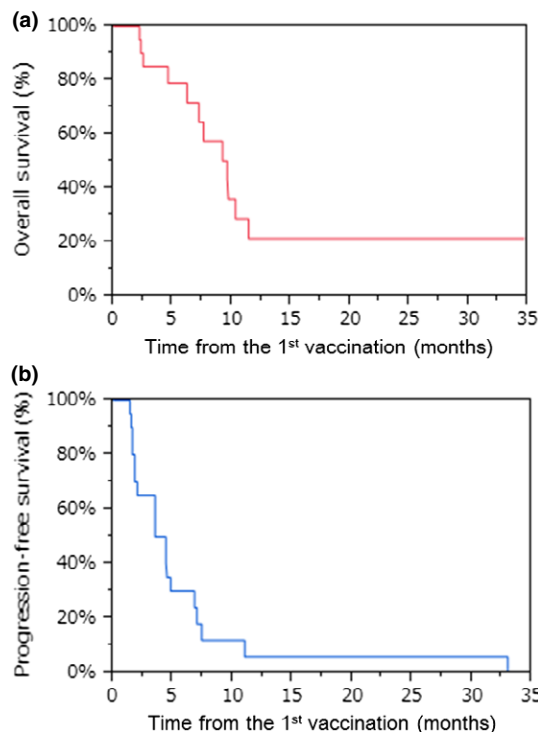 (a)
Overall survival (%)
100%
80%
60%
40%
20%
0%
0 5 10 15 20 25 30 35
Time from the 1st vaccination (months)
(b)
Progression-free survival (%)
100%
80%
60%
40%
20%
0%
0 5 10 15 20 25 30 35
Time from the 1st vaccination (months)